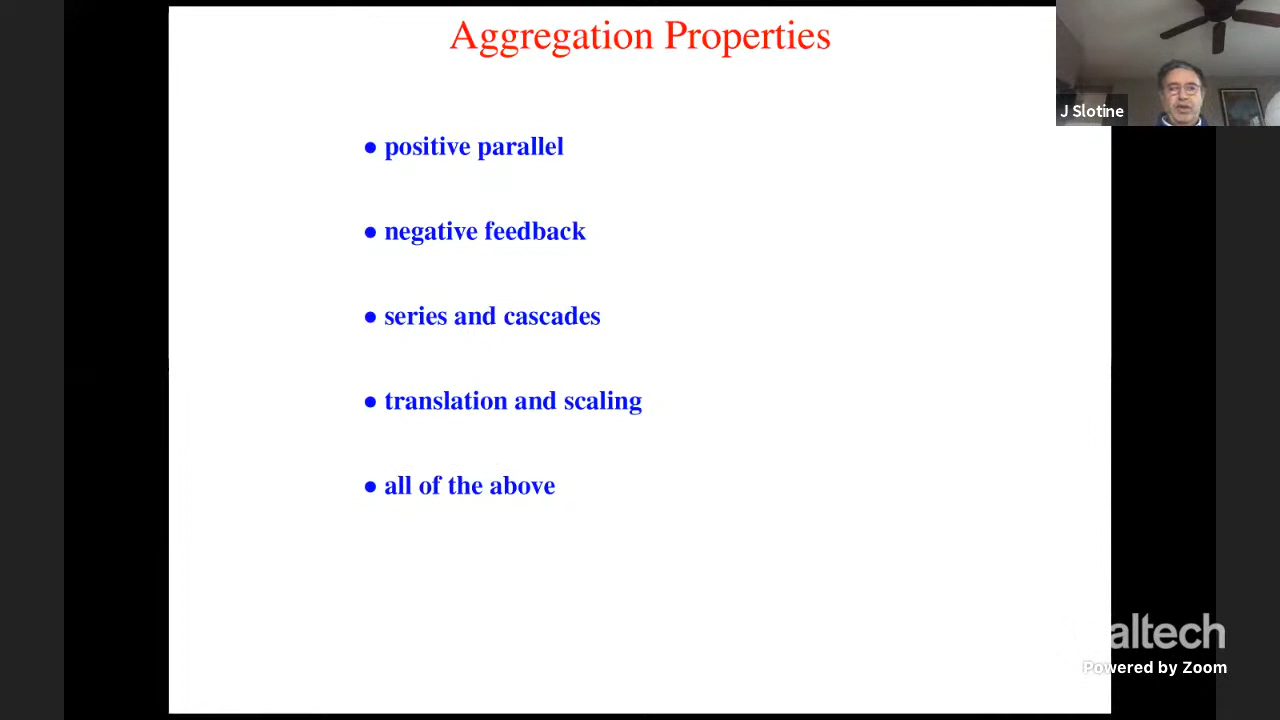 Aggregation Properties
J Slotine
● positive parallel
● negative feedback
● series and cascades
● translation and scaling
● all of the above
altech
Powered by Zoom